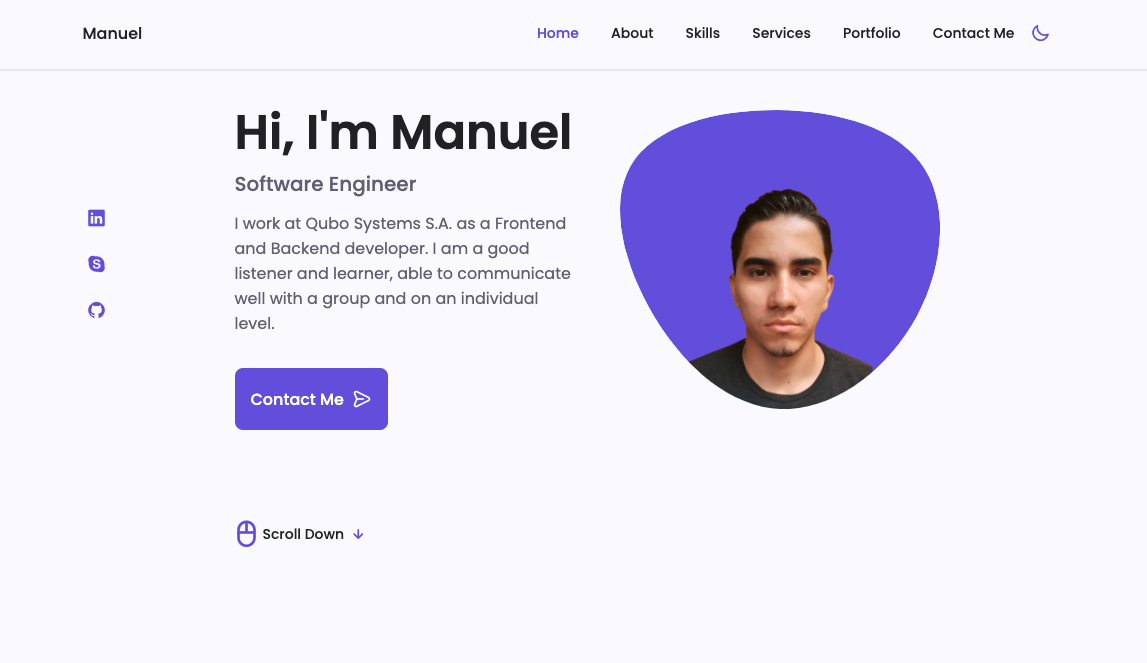 Manuel
Home About Skills Services Portfolio Contact Me
Hi, I'm Manuel
Software Engineer
I work at Qubo Systems S.A. as a Frontend
and Backend developer. I am a good
listener and learner, able to communicate
well with a group and on an individual
level.
Contact Me
Scroll Down